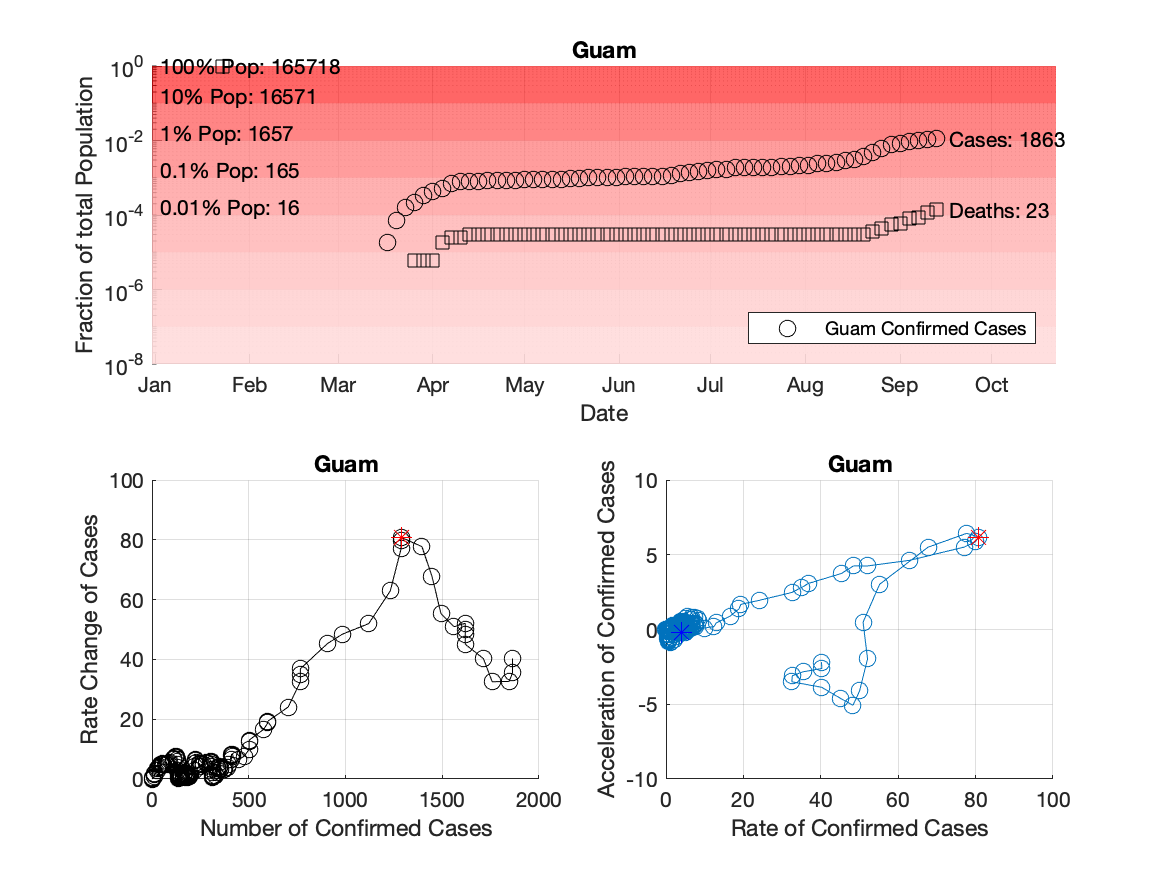 Guam
Fraction of total Population
10^0
10^-2
10^-4
10^-6
10^-8
100% Pop: 165718
10% Pop: 16571
1% Pop: 1657
0.1% Pop: 165
0.01% Pop: 16
Cases: 1863
Deaths: 23
Guam Confirmed Cases
Jan Feb Mar Apr May Jun Jul Aug Sep Oct
Date
Guam
Rate Change of Cases
100
80
60
40
20
0
0 500 1000 1500 2000
Number of Confirmed Cases
Guam
Acceleration of Confirmed Cases
10
5
0
-5
-10
0 20 40 60 80 100
Rate of Confirmed Cases